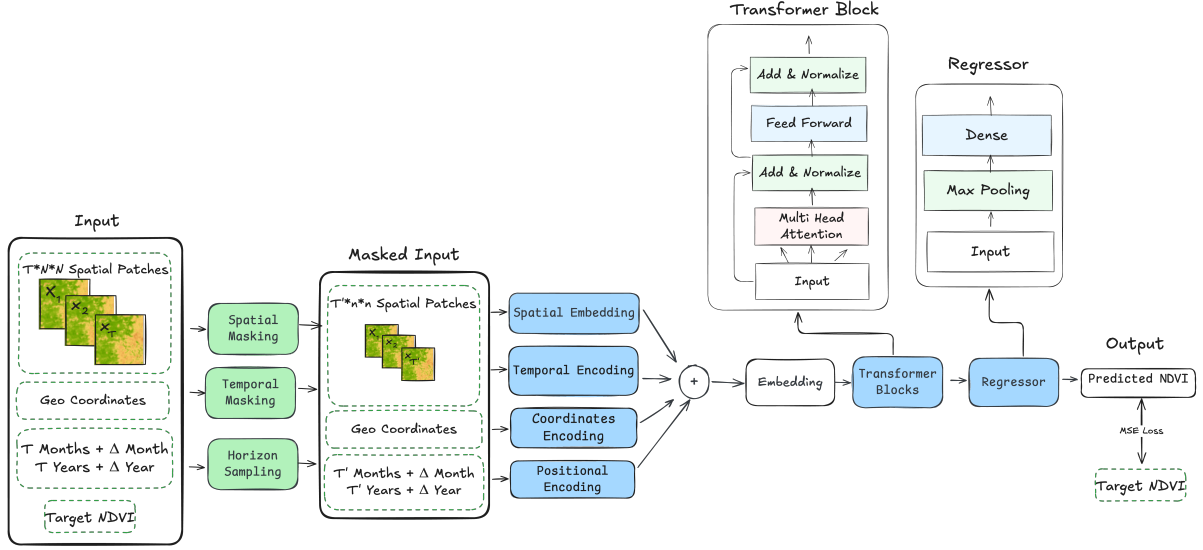 Transformer Block
Add & Normalize
Feed Forward
Add & Normalize
Multi Head
Attention
Input
Regressor
Dense
Max Pooling
Input
Input
T*N*N Spatial Patches
X1
X2
XT
Geo Coordinates
T Months + Δ Month
T Years + Δ Year
Target NDVI
Spatial
Masking
Temporal
Masking
Horizon
Sampling
Masked Input
T'*n*n Spatial Patches
X1
X2
XT'
Geo Coordinates
T' Months + Δ Month
T' Years + Δ Year
Spatial Embedding
Temporal Encoding
Coordinates
Encoding
Positional
Encoding
+
Embedding
Transformer
Blocks
Regressor
Output
Predicted NDVI
MSE Loss
Target NDVI